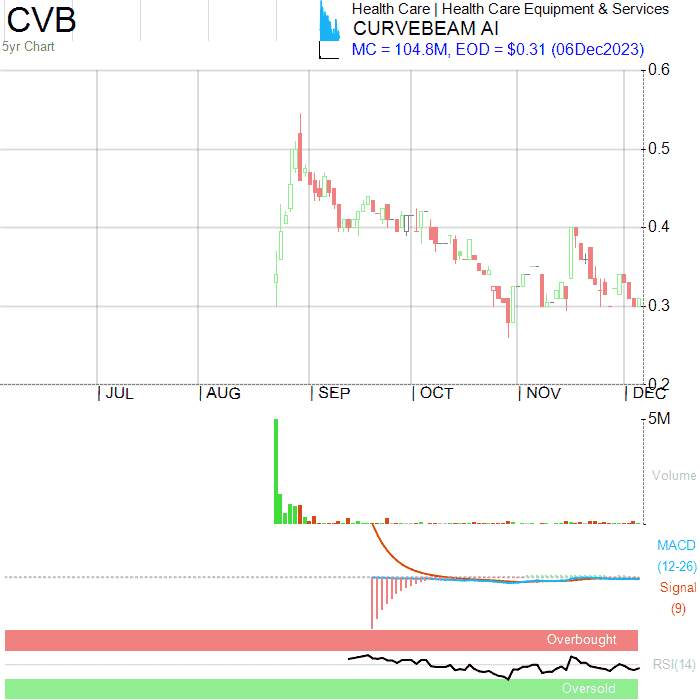 CVB
5yr Chart
Health Care | Health Care Equipment & Services
CURVEBEAM AI
MC = 104.8M, EOD = $0.31 (06Dec2023)
0.6
0.5
0.4
0.3
0.2
JUL
AUG
SEP
OCT
NOV
DEC
5M
Volume
MACD
(12-26)
Signal
(9)
Overbought
RSI(14)
Oversold